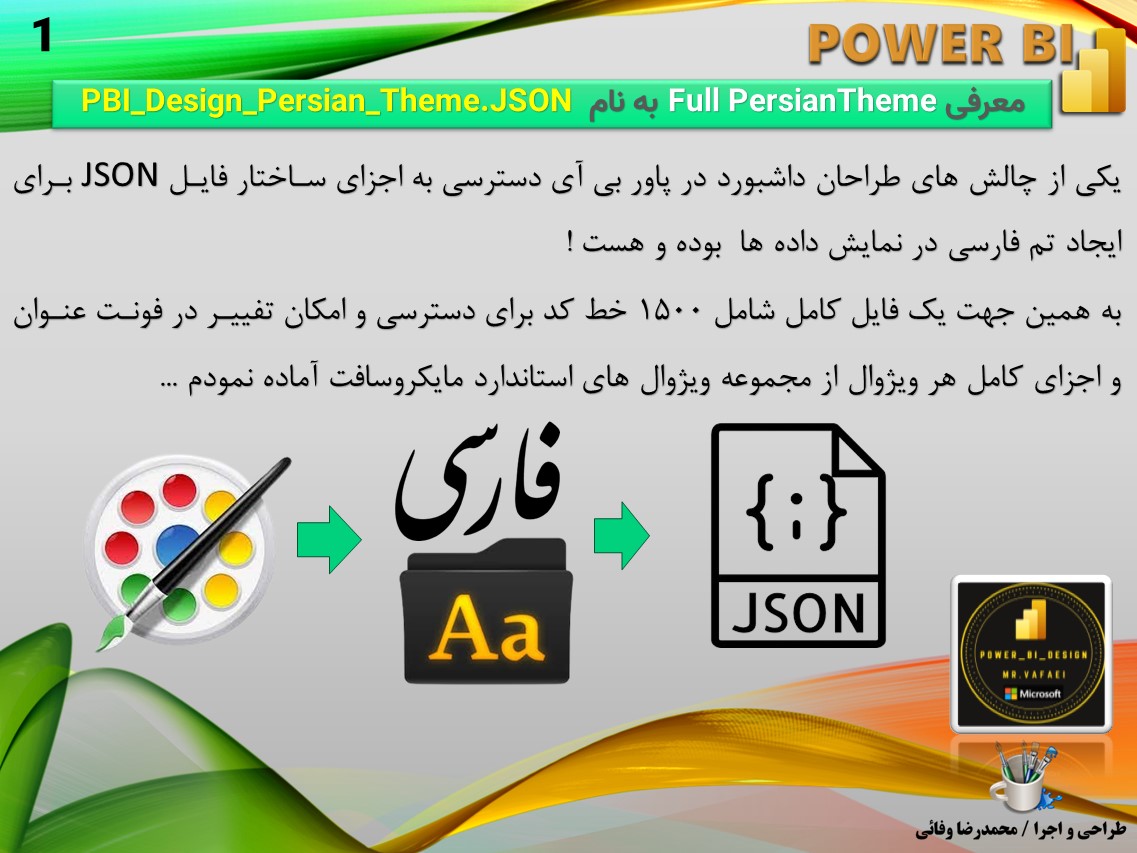 1
POWER BI
معرفی Full PersianTheme به نام PBI_Design_Persian_Theme.JSON
یکی از چالش های طراحان داشبورد در پاور بی آی دسترسی به اجزای ساختار فایل JSON برای
ایجاد تم فارسی در نمایش داده ها بوده و هست !
به همین جهت یک فایل کامل شامل ۱۵۰۰ خط کد برای دسترسی و امکان تفییر در فونت عنوان
و اجزای کامل هر ویژوال از مجموعه ویژوال های استاندارد مایکروسافت آماده نمودم ...
فارسی
Aa
{;}
JSON
POWER_BI_DESIGN
MR.VAFAEI
Microsoft
طراحی و اجرا / محمدرضا وفائی